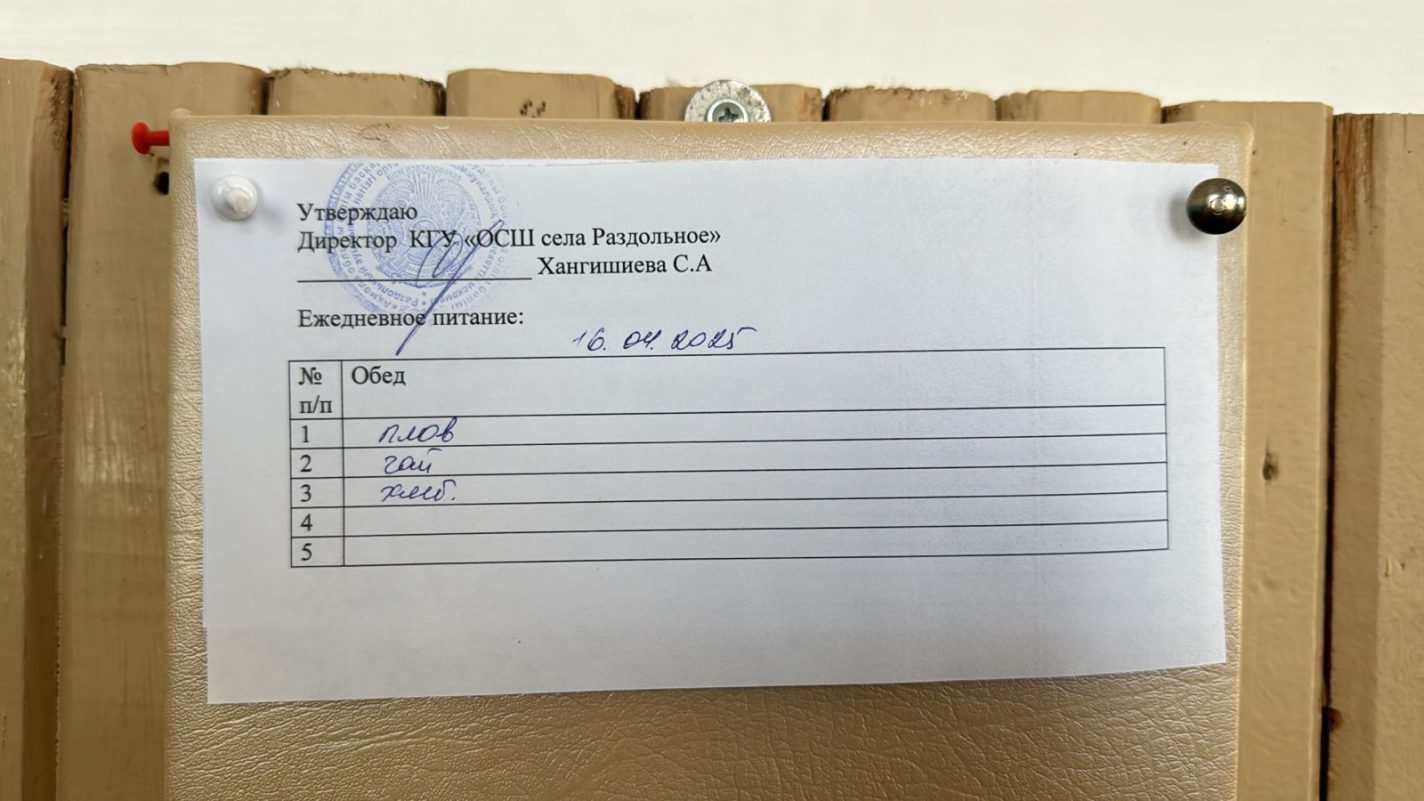 Утверждаю
Директор КГУ «ОСШ села Раздольное»
Хангишиева С.А
Ежедневное питание:
16.04.2025
№ п/п Обед
1 плов
2 чай
3 хлеб.
4
5